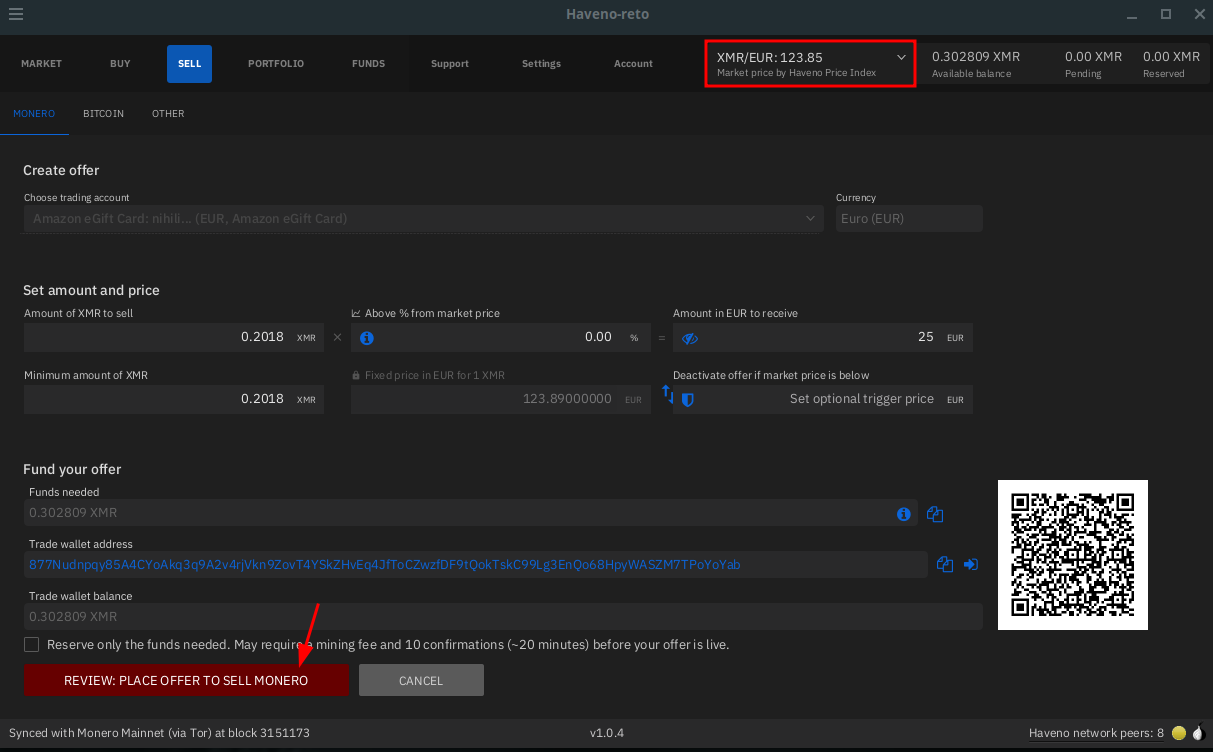 Haveno-reto
MARKET BUY SELL PORTFOLIO FUNDS Support Settings Account
XMR/EUR: 123.85
Market price by Haveno Price Index
0.302809 XMR
Available balance
0.00 XMR
Pending
0.00 XMR
Reserved
MONERO BITCOIN OTHER
Create offer
Choose trading account
Amazon eGift Card: nihili... (EUR, Amazon eGift Card)
Currency
Euro (EUR)
Set amount and price
Amount of XMR to sell
0.2018 XMR
×
Above % from market price
0.00 %
=
Amount in EUR to receive
25 EUR
Minimum amount of XMR
0.2018 XMR
Fixed price in EUR for 1 XMR
123.89000000 EUR
Deactivate offer if market price is below
Set optional trigger price EUR
Fund your offer
Funds needed
0.302809 XMR
Trade wallet address
877Nudnpqy85A4CYoAkq3q9A2v4rjVkn9ZovT4YSkZHvEq4JfToCZwzfDF9tQokTskC99Lg3EnQo68HpyWASZM7TPoYoYab
Trade wallet balance
0.302809 XMR
Reserve only the funds needed. May require a mining fee and 10 confirmations (~20 minutes) before your offer is live.
REVIEW: PLACE OFFER TO SELL MONERO
CANCEL
Synced with Monero Mainnet (via Tor) at block 3151173
v1.0.4
Haveno network peers: 8